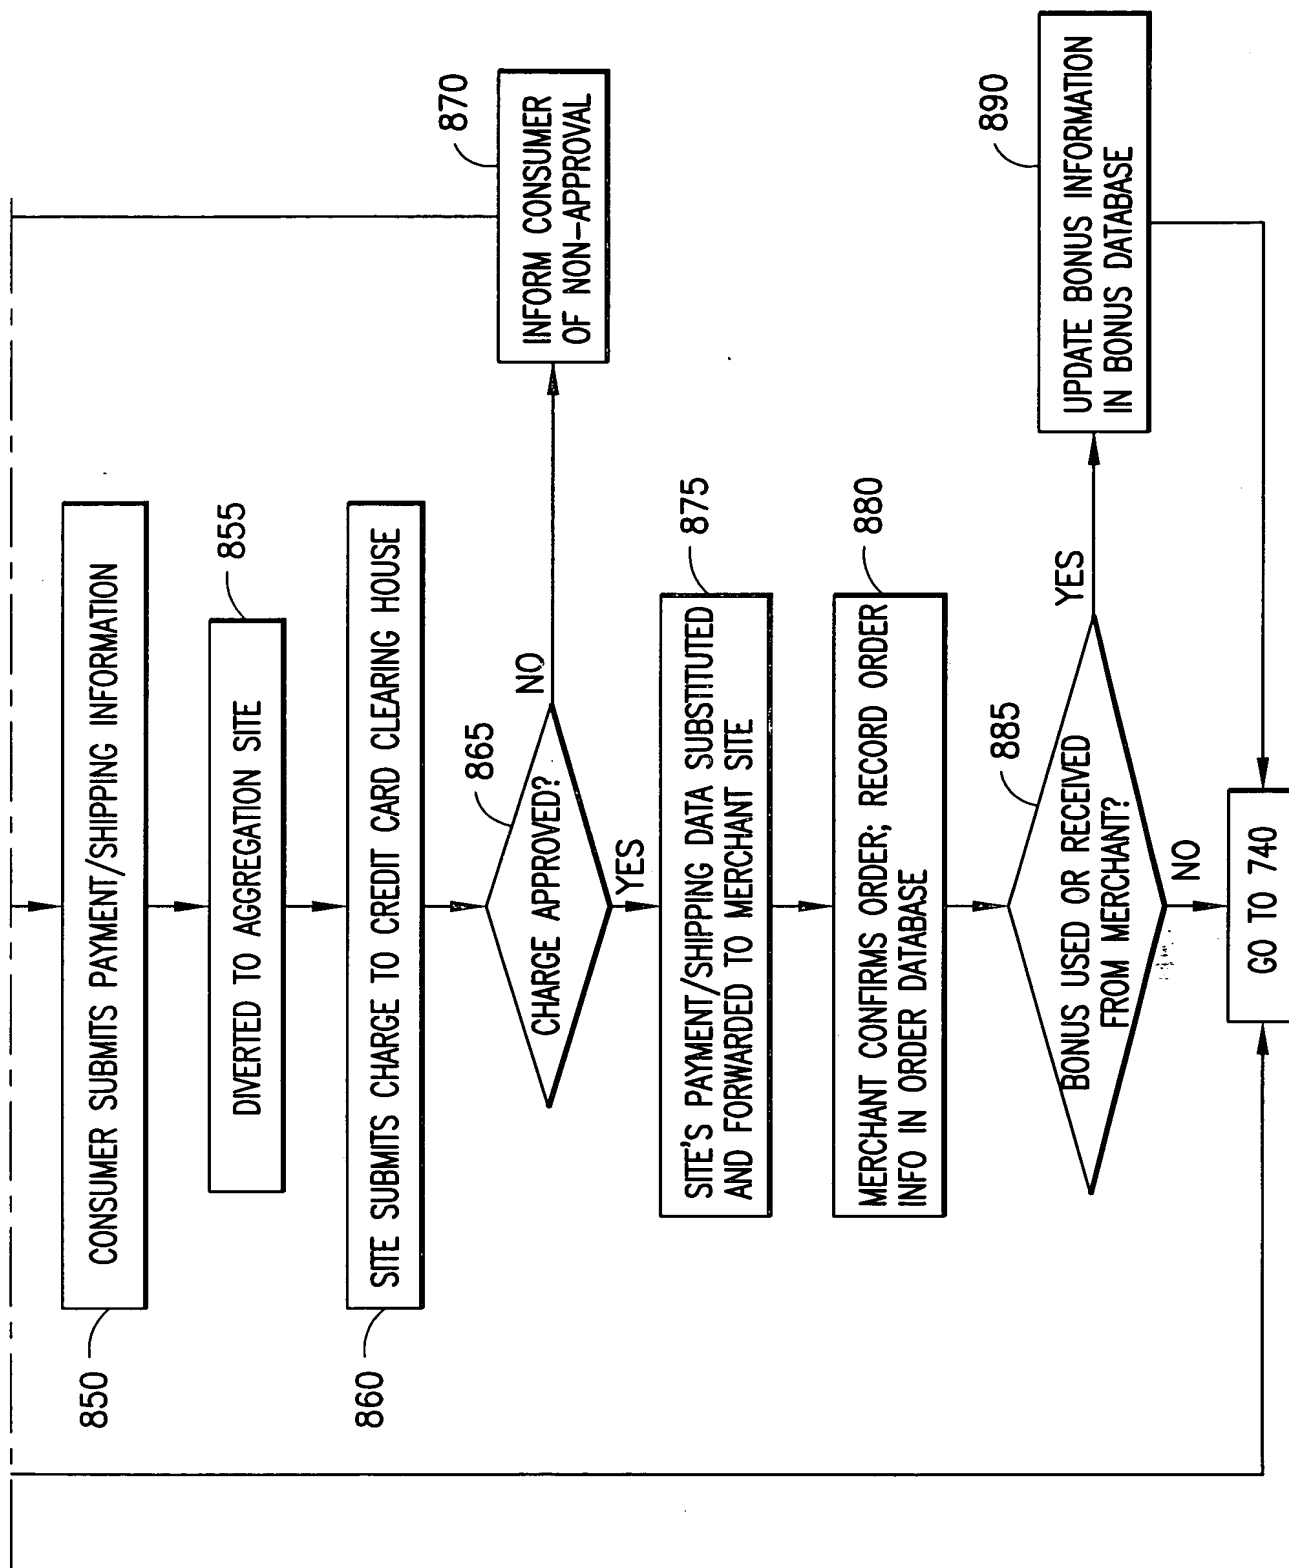 850
CONSUMER SUBMITS PAYMENT/SHIPPING INFORMATION
DIVERTED TO AGGREGATION SITE
855
860
SITE SUBMITS CHARGE TO CREDIT CARD CLEARING HOUSE
865
CHARGE APPROVED?
NO
YES
870
INFORM CONSUMER
OF NON-APPROVAL
875
SITE'S PAYMENT/SHIPPING DATA SUBSTITUTED
AND FORWARDED TO MERCHANT SITE
880
MERCHANT CONFIRMS ORDER; RECORD ORDER
INFO IN ORDER DATABASE
885
BONUS USED OR RECEIVED
FROM MERCHANT?
YES
NO
890
UPDATE BONUS INFORMATION
IN BONUS DATABASE
GO TO 740